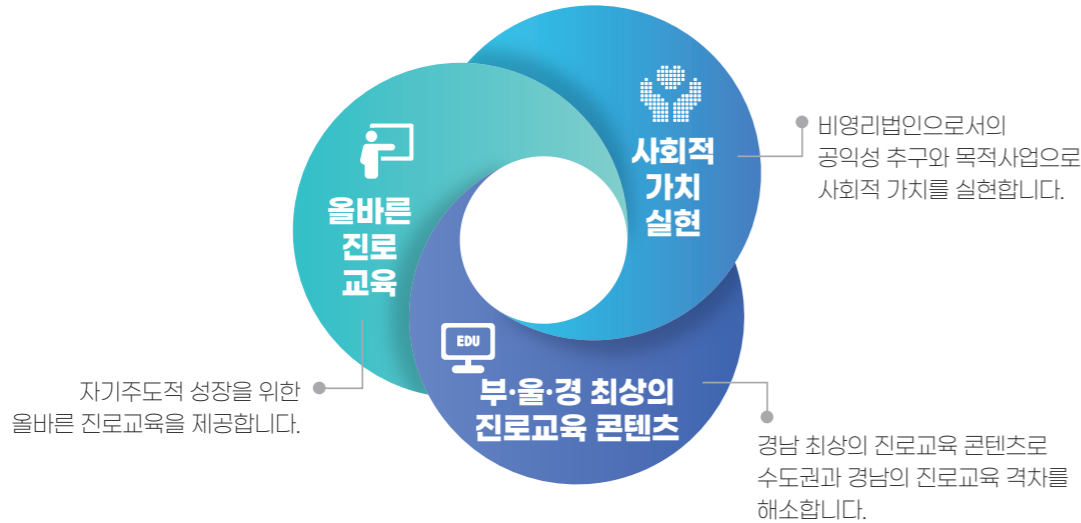 올바른
진로
교육
자기주도적 성장을 위한
올바른 진로교육을 제공합니다.
사회적
가치
실현
비영리법인으로서의
공익성 추구와 목적사업으로
사회적 가치를 실현합니다.
EDU
부·울·경 최상의
진로교육 콘텐츠
경남 최상의 진로교육 콘텐츠로
수도권과 경남의 진로교육 격차를
해소합니다.